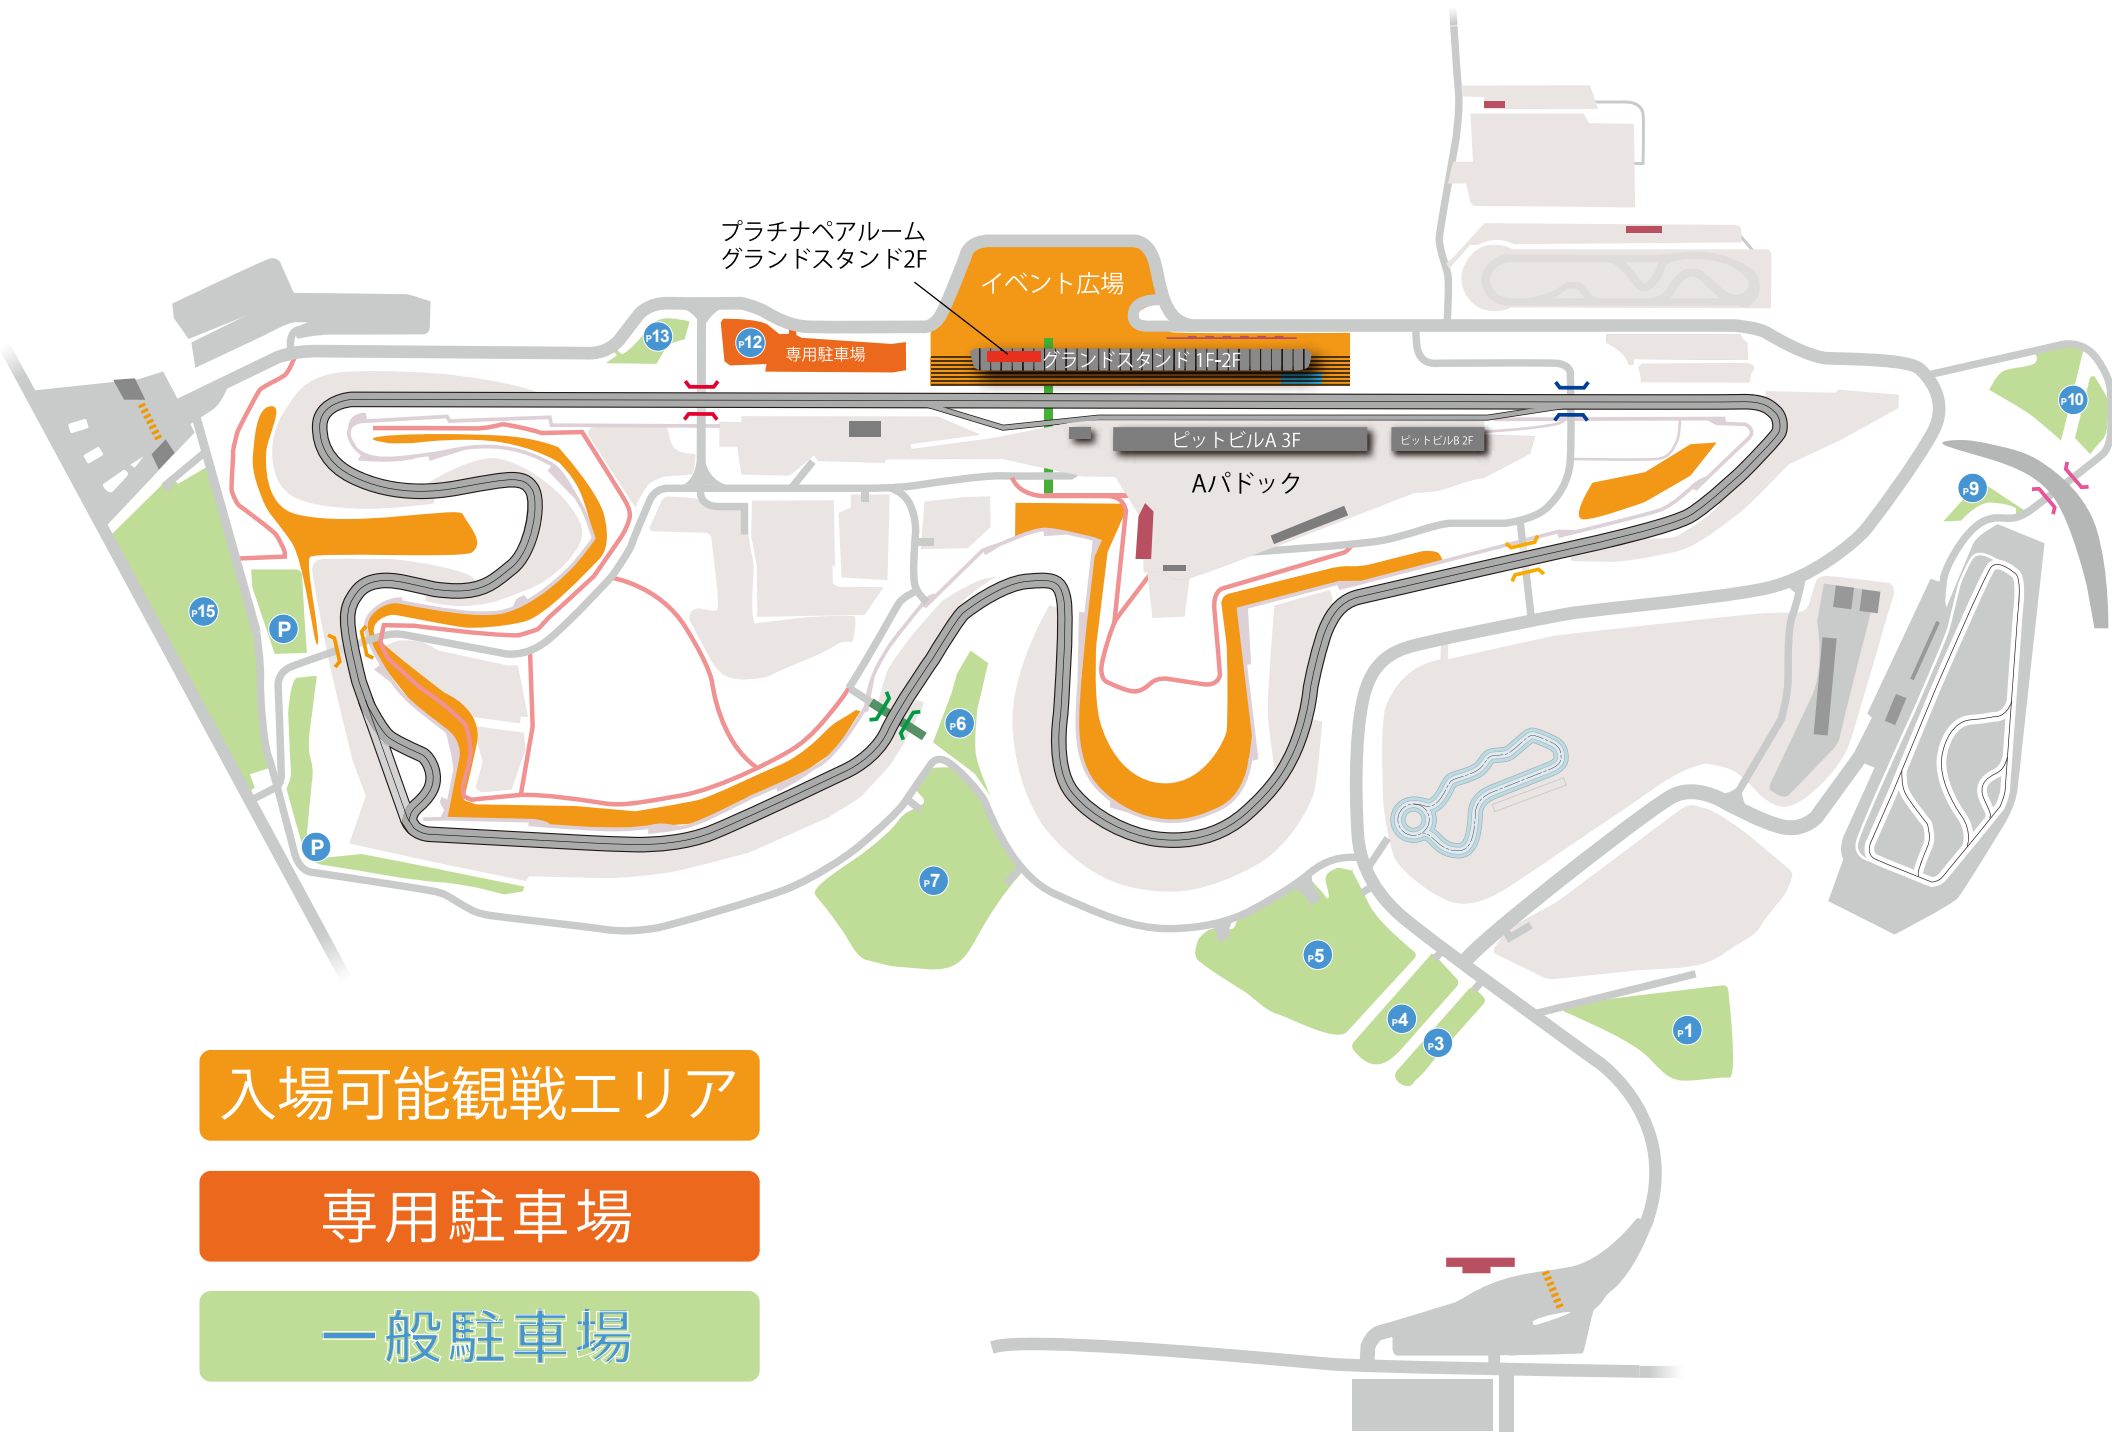 プラチナペアルーム
グランドスタンド2F
イベント広場
P13
P12
専用駐車場
グランドスタンド 1F-2F
P10
ピットビルA 3F
ピットビルB 2F
Aパドック
P9
P15
P
P6
P
P7
P5
P4
P3
P1
入場可能観戦エリア
専用駐車場
一般駐車場